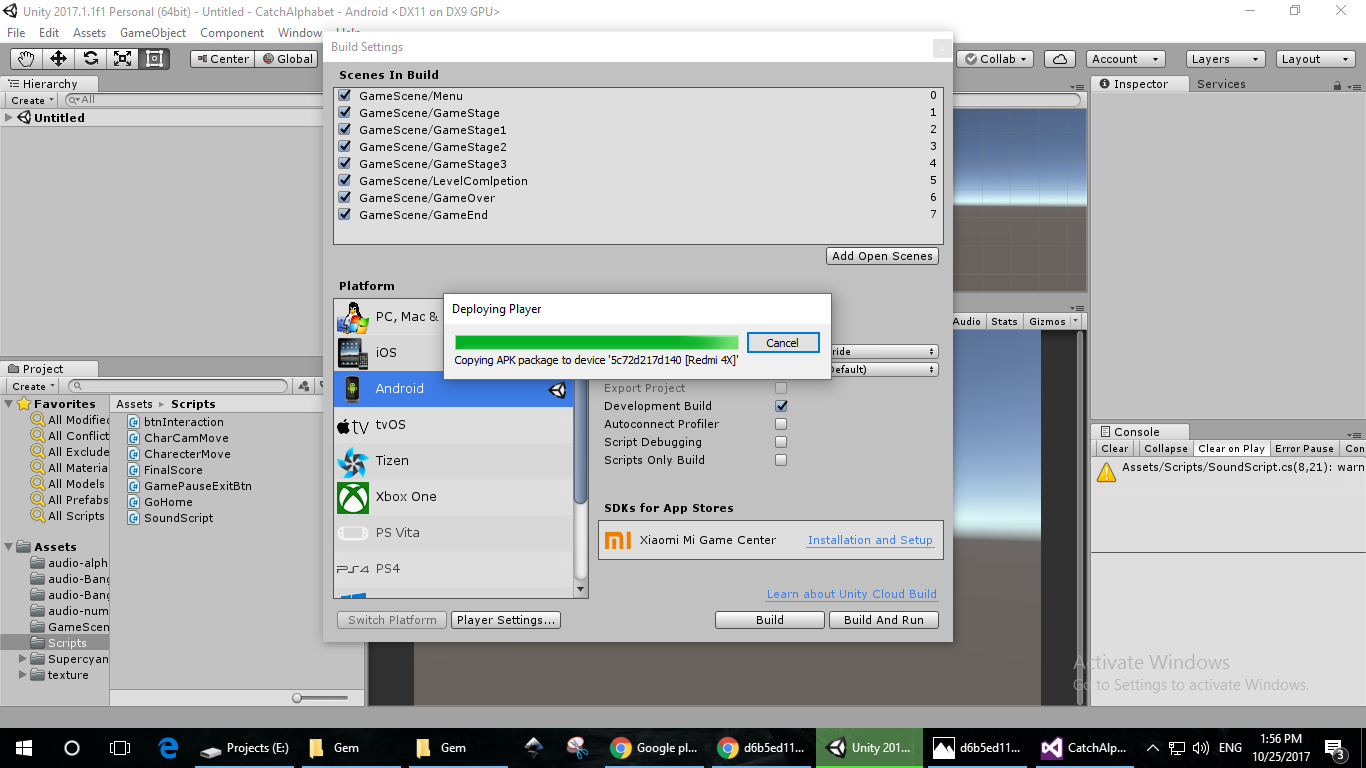 Unity 2017.1.1f1 Personal (64bit) - Untitled - CatchAlphabet - Android <DX11 on DX9 GPU>
File Edit Assets GameObject Component Window Help
Center Global Collab Account Layers Layout
Build Settings
Hierarchy
Create All
Untitled
Inspector Services
Scenes In Build
GameScene/Menu 0
GameScene/GameStage 1
GameScene/GameStage1 2
GameScene/GameStage2 3
GameScene/GameStage3 4
GameScene/LevelComlpetion 5
GameScene/GameOver 6
GameScene/GameEnd 7
Add Open Scenes
Platform
PC, Mac &
iOS
Android
tvOS
Tizen
Xbox One
PS Vita
PS4
Deploying Player
Cancel
Copying APK package to device '5c72d217d140 [Redmi 4X]'
ride
Default)
Export Project
Development Build
Autoconnect Profiler
Script Debugging
Scripts Only Build
SDKs for App Stores
Xiaomi Mi Game Center Installation and Setup
Learn about Unity Cloud Build
Switch Platform Player Settings... Build Build And Run
Audio Stats Gizmos
Project
Create
Favorites
All Modified
All Conflict
All Exclude
All Materia
All Models
All Prefabs
All Scripts
Assets
audio-alph
audio-Bang
audio-Bang
audio-num
GameScen
Scripts
Supercyan
texture
Assets ▸ Scripts
btnInteraction
CharCamMove
CharecterMove
FinalScore
GamePauseExitBtn
GoHome
SoundScript
Console
Clear Collapse Clear on Play Error Pause Con
Assets/Scripts/SoundScript.cs(8,21): warn
Activate Windows
Go to Settings to activate Windows.
Projects (E:) Gem Gem Google pl... d6b5ed11... Unity 201... d6b5ed11... CatchAlp... ENG
1:56 PM
10/25/2017
3